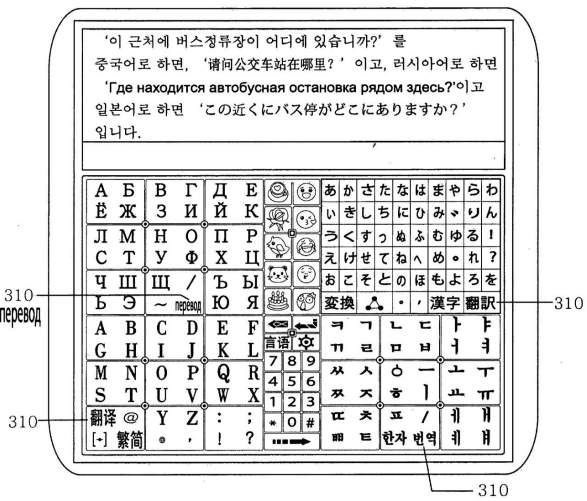 ‘이 근처에 버스정류장이 어디에 있습니까?’ 를
중국어로 하면, ‘请问公交车站在哪里？’ 이고, 러시아어로 하면
‘Где находится автобусная остановка рядом здесь?’이고
일본어로 하면 ‘この近くにバス停がどこにありますか？’
입니다.
А Б В Г Д Е
Ё Ж З И Й К
Л М Н О П Р
С Т У Ф Х Ц
Ч Ш Щ / Ъ Ы
Ь Э ~ перевод Ю Я
あ か さ た な は ま や ら わ
い き し ち に ひ み り ん
う く す っ ぬ ふ む ゆ る !
え け せ て ね へ め 。 れ ?
お こ そ と の ほ も よ ろ を
変換 漢字 翻訳
310
перевод
310
A B C D E F
G H I J K L
M N O P Q R
S T U V W X
翻译 @ Y Z : ;
[→] 繁简 ! ?
310
言语
7 8 9
4 5 6
1 2 3
* 0 #
ㅋ ㄱ ㄴ ㄷ ㅏ ㅑ
ㄲ ㄹ ㅁ ㅂ ㅓ ㅕ
ㅆ ㅅ ㅇ ㅡ ㅗ ㅜ
ㅉ ㅈ ㅎ ㅣ ㅛ ㅠ
ㄸ ㅊ ㅍ / ㅔ ㅐ
ㅃ ㅌ 한자 번역 ㅖ ㅒ
310